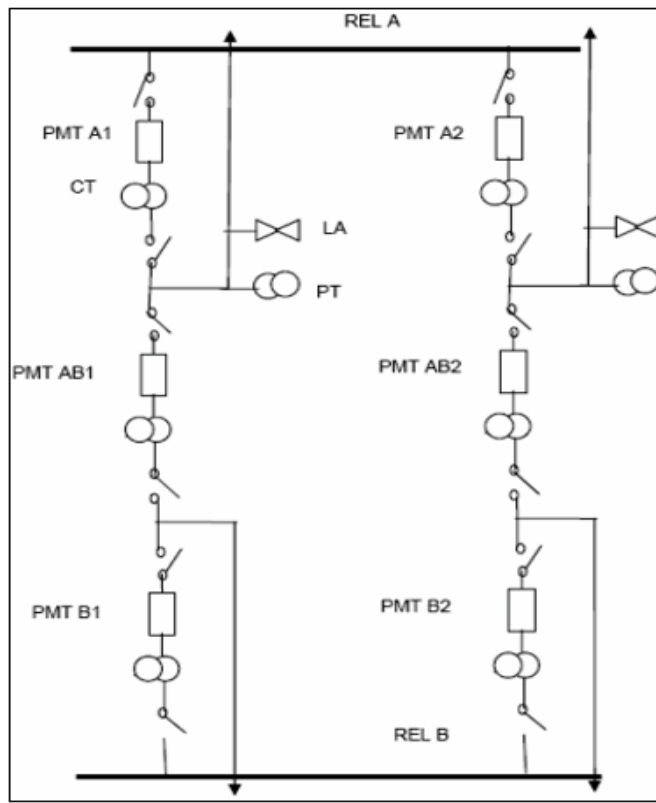 REL A
PMT A1
PMT A2
CT
LA
PT
PMT AB1
PMT AB2
PMT B1
PMT B2
REL B